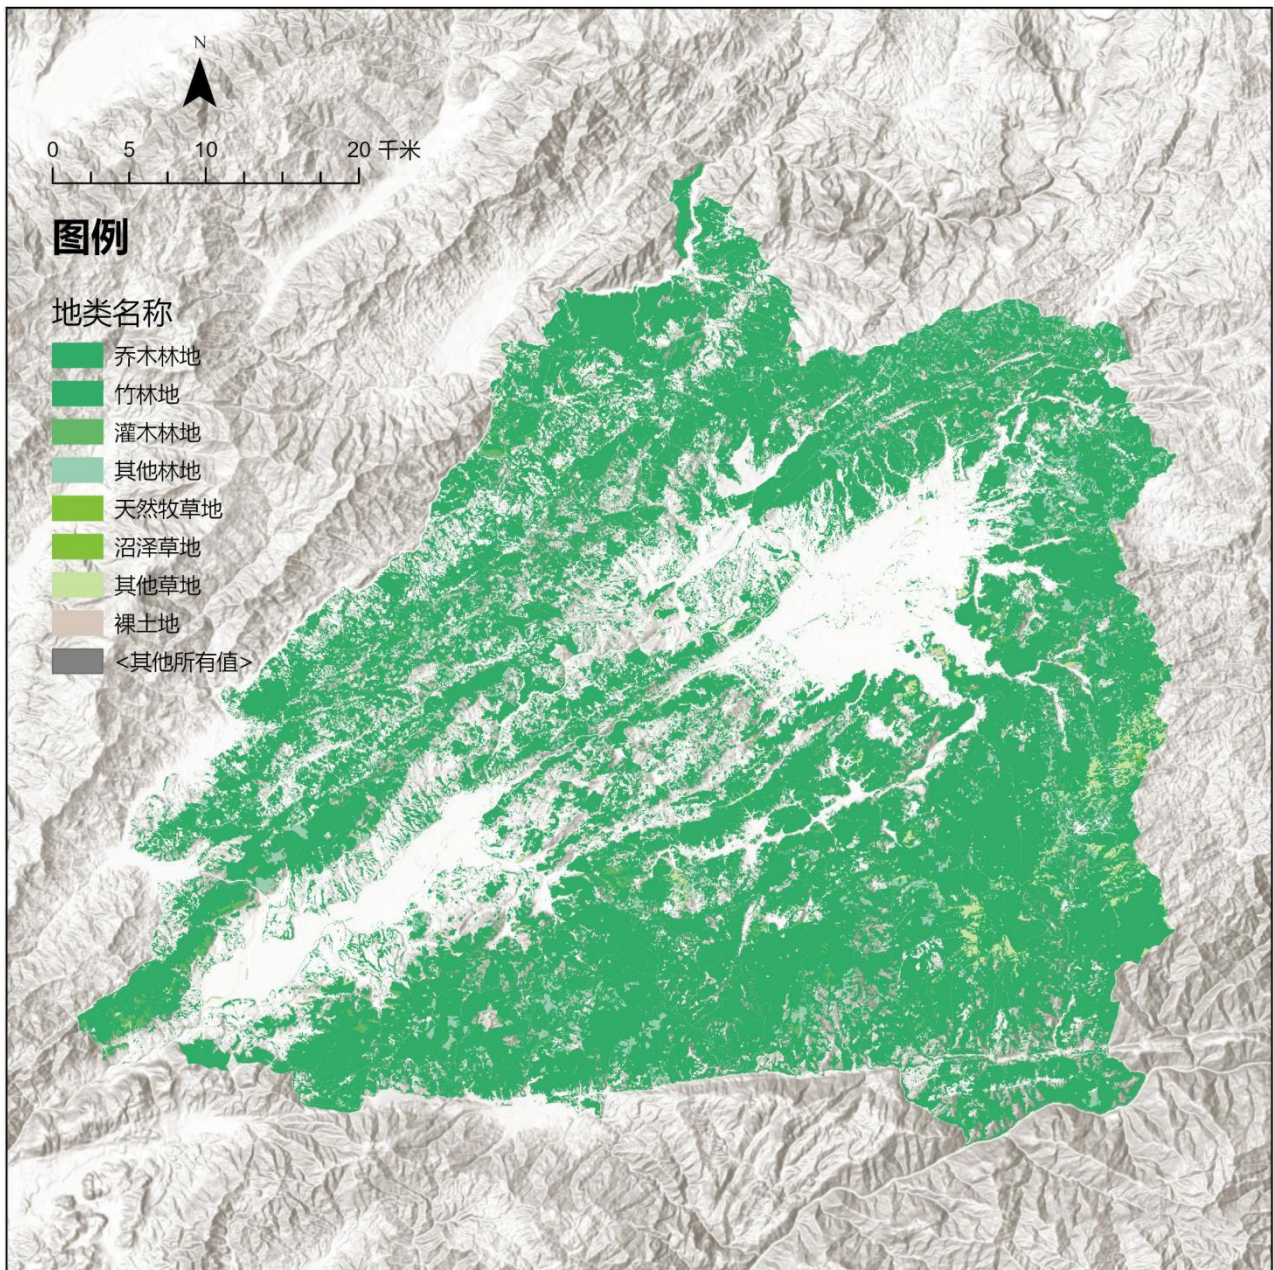 N
0 5 10 20 千米
图例
地类名称
乔木林地
竹林地
灌木林地
其他林地
天然牧草地
沼泽草地
其他草地
裸土地
<其他所有值>